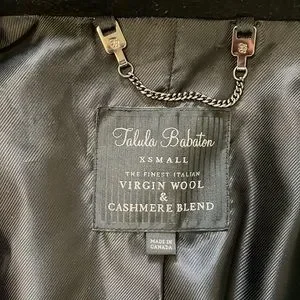 Talula Babaton
XSMALL
THE FINEST ITALIAN
VIRGIN WOOL
&
CASHMERE BLEND
MADE IN
CANADA